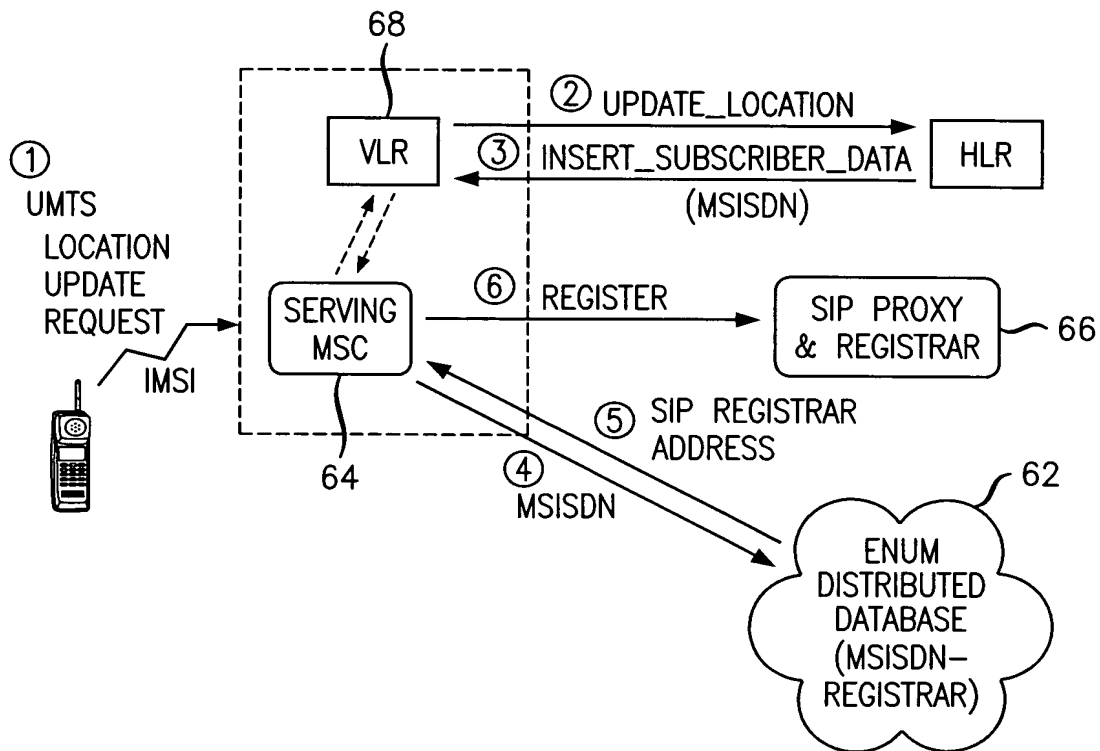 68
② UPDATE_LOCATION
VLR
③ INSERT_SUBSCRIBER_DATA
(MSISDN)
HLR
①
UMTS
LOCATION
UPDATE
REQUEST
IMSI
SERVING
MSC
64
⑥ REGISTER
SIP PROXY
& REGISTRAR
66
⑤ SIP REGISTRAR
ADDRESS
④
MSISDN
62
ENUM
DISTRIBUTED
DATABASE
(MSISDN-
REGISTRAR)